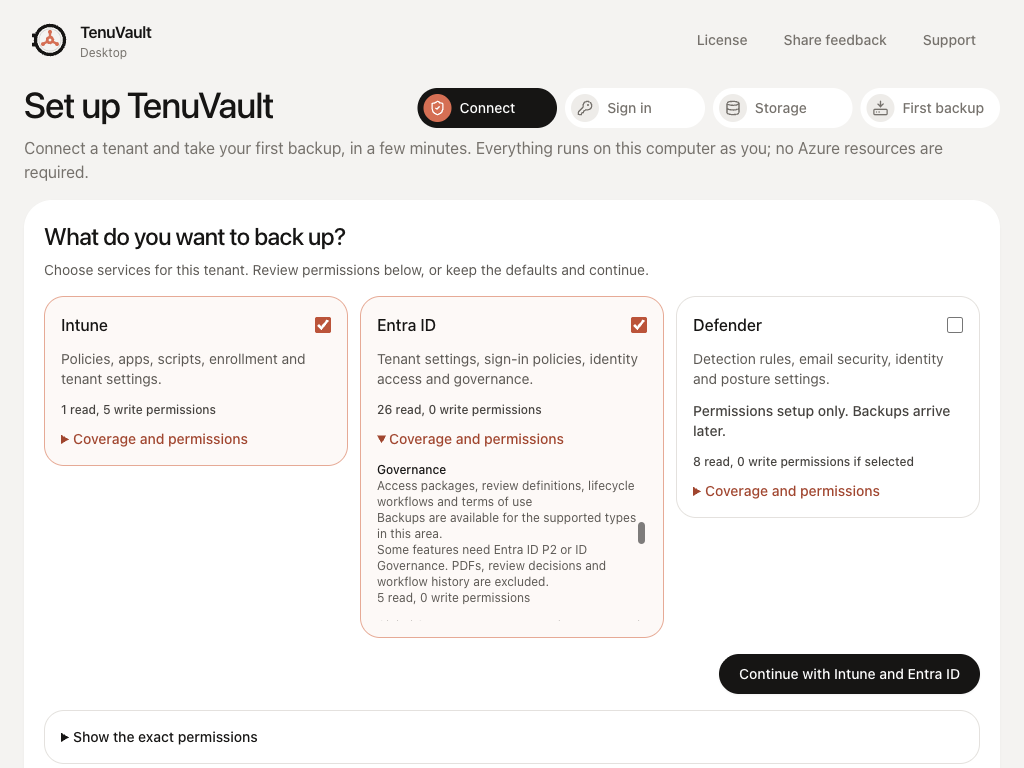 TenuVault
Desktop
License
Share feedback
Support
Set up TenuVault
Connect
Sign in
Storage
First backup
Connect a tenant and take your first backup, in a few minutes. Everything runs on this computer as you; no Azure resources are
required.
What do you want to back up?
Choose services for this tenant. Review permissions below, or keep the defaults and continue.
Intune
Policies, apps, scripts, enrollment and
tenant settings.
1 read, 5 write permissions
Coverage and permissions
Entra ID
Tenant settings, sign-in policies, identity
access and governance.
26 read, 0 write permissions
Coverage and permissions
Governance
Access packages, review definitions, lifecycle
workflows and terms of use
Backups are available for the supported types
in this area.
Some features need Entra ID P2 or ID
Governance. PDFs, review decisions and
workflow history are excluded.
5 read, 0 write permissions
Defender
Detection rules, email security, identity
and posture settings.
Permissions setup only. Backups arrive
later.
8 read, 0 write permissions if selected
Coverage and permissions
Continue with Intune and Entra ID
Show the exact permissions